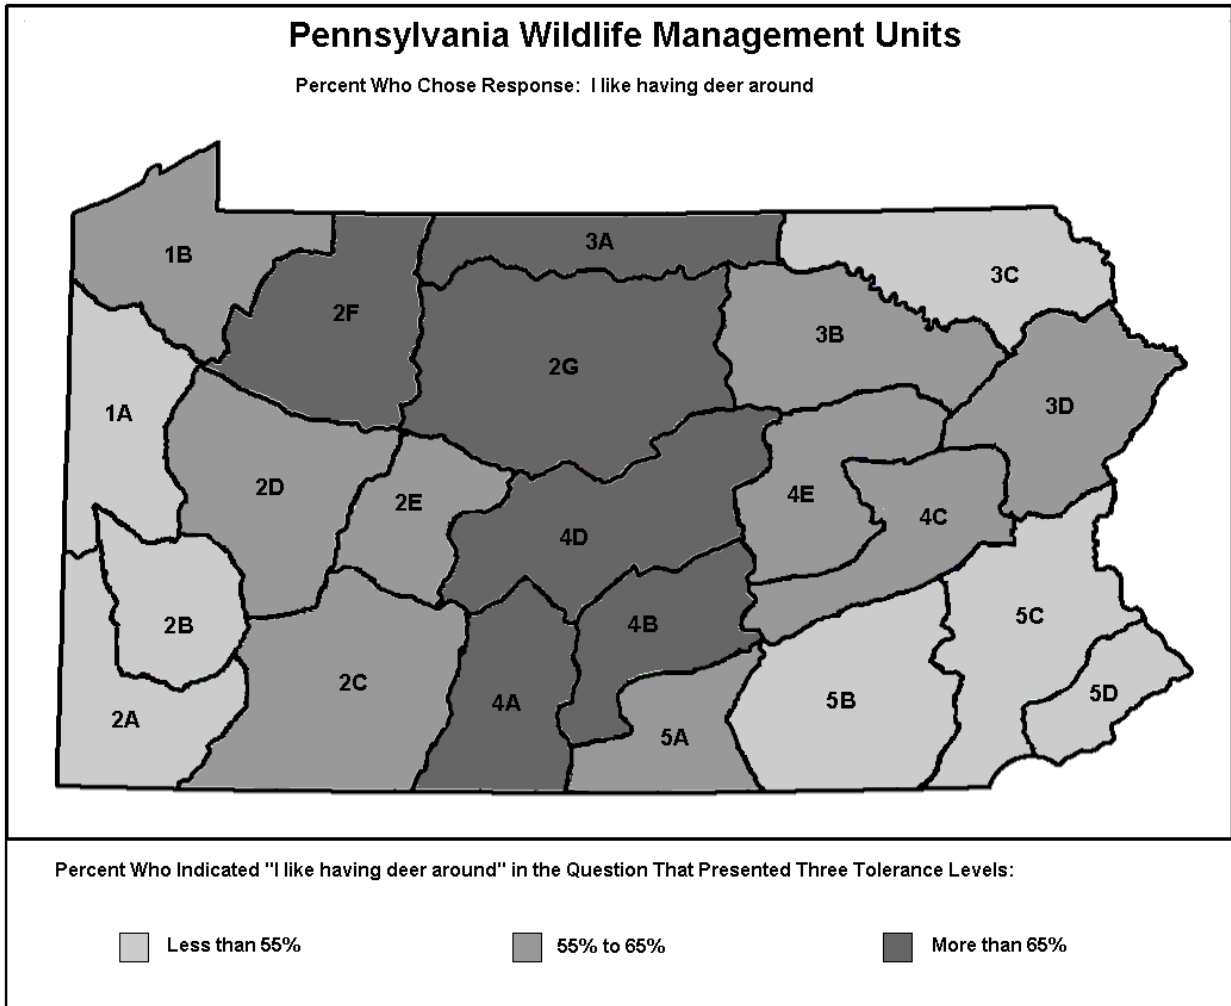 Pennsylvania Wildlife Management Units
Percent Who Chose Response: I like having deer around
3A
1B
3C
2F
3B
2G
3D
1A
2D
4E
2E
4C
4D
5C
2B
4B
2C
5D
5B
4A
2A
5A
Percent Who Indicated "I like having deer around" in the Question That Presented Three Tolerance Levels:
Less than 55%
55% to 65%
More than 65%